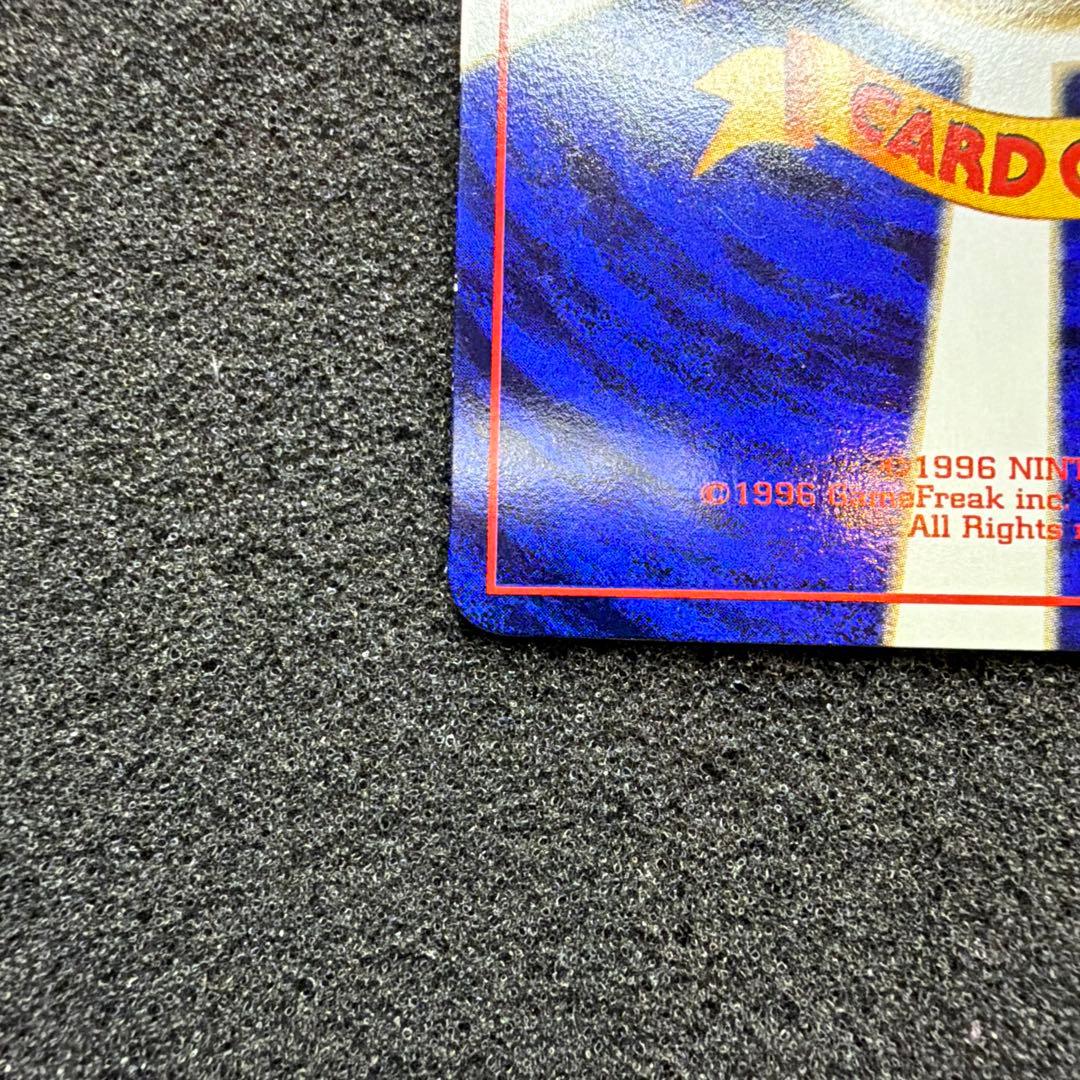 CARD
©1996 NIN
©1996 GameFreak inc.
All Rights